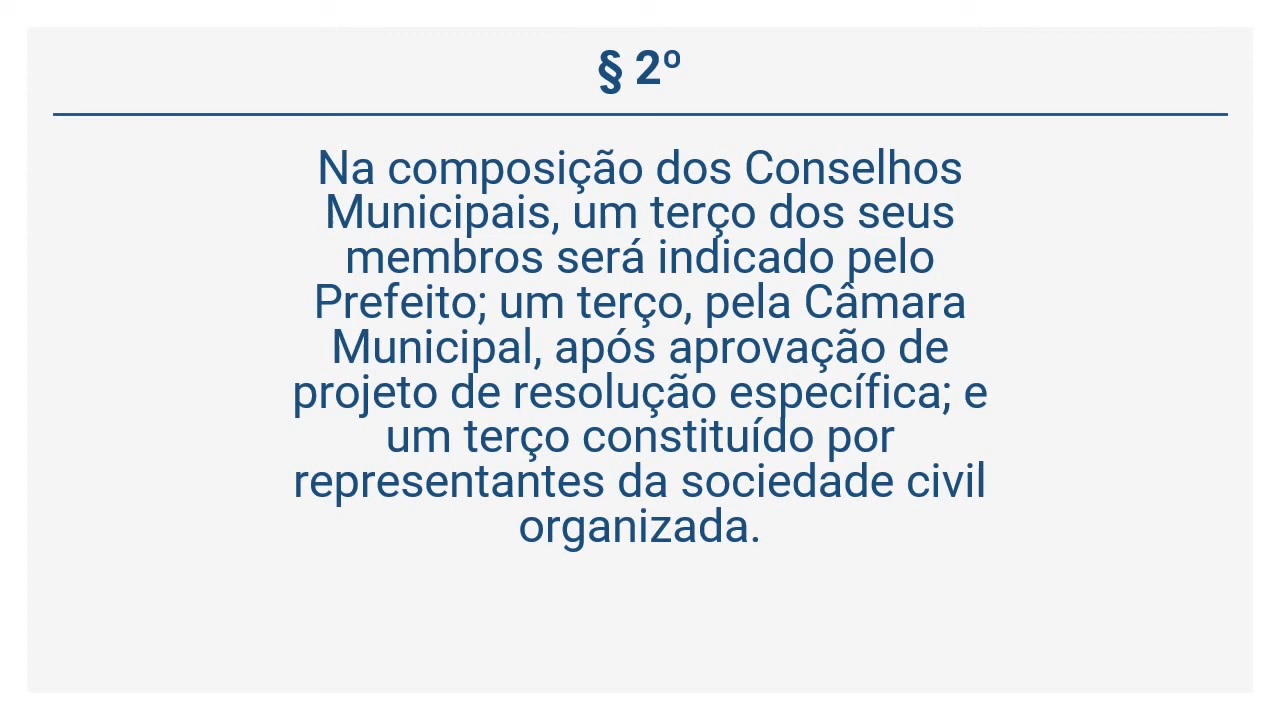 § 2º
Na composição dos Conselhos
Municipais, um terço dos seus
membros será indicado pelo
Prefeito; um terço, pela Câmara
Municipal, após aprovação de
projeto de resolução específica; e
um terço constituído por
representantes da sociedade civil
organizada.